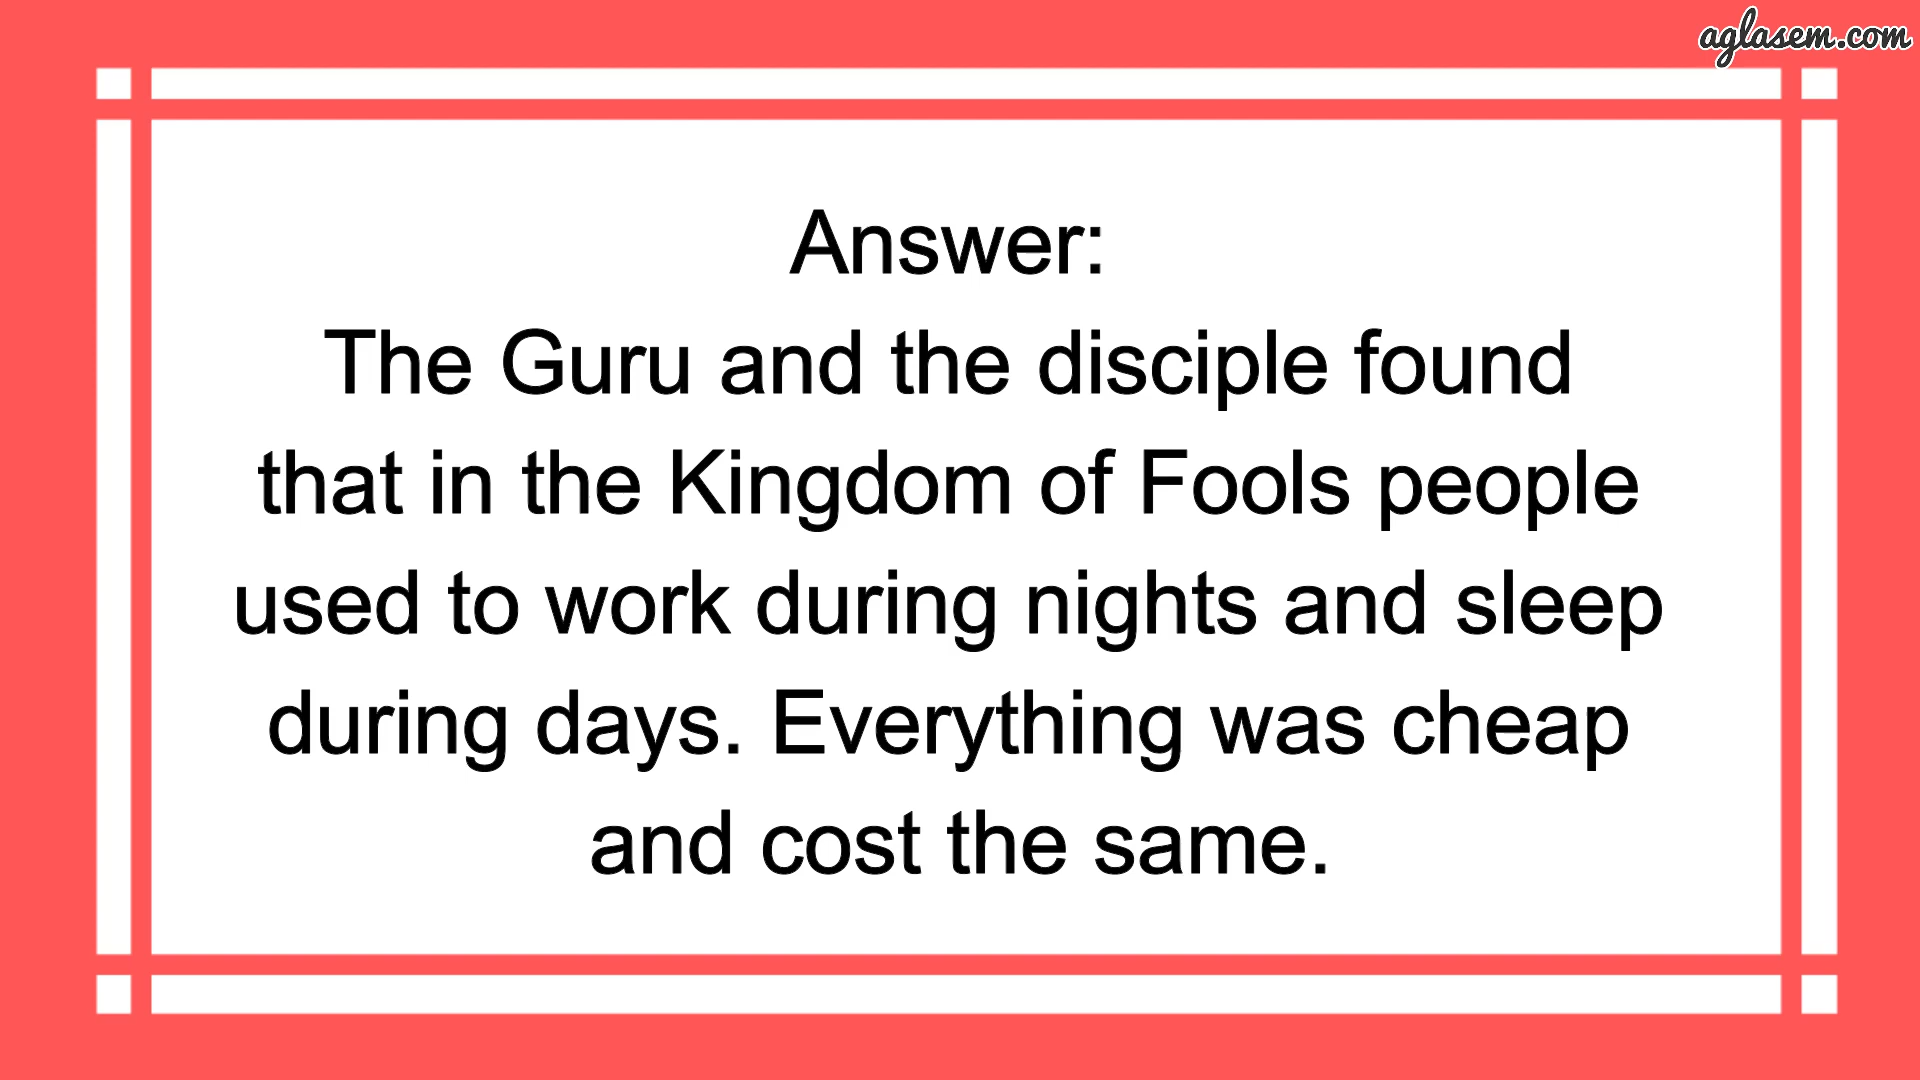 aglasem.com
Answer:
The Guru and the disciple found
that in the Kingdom of Fools people
used to work during nights and sleep
during days. Everything was cheap
and cost the same.